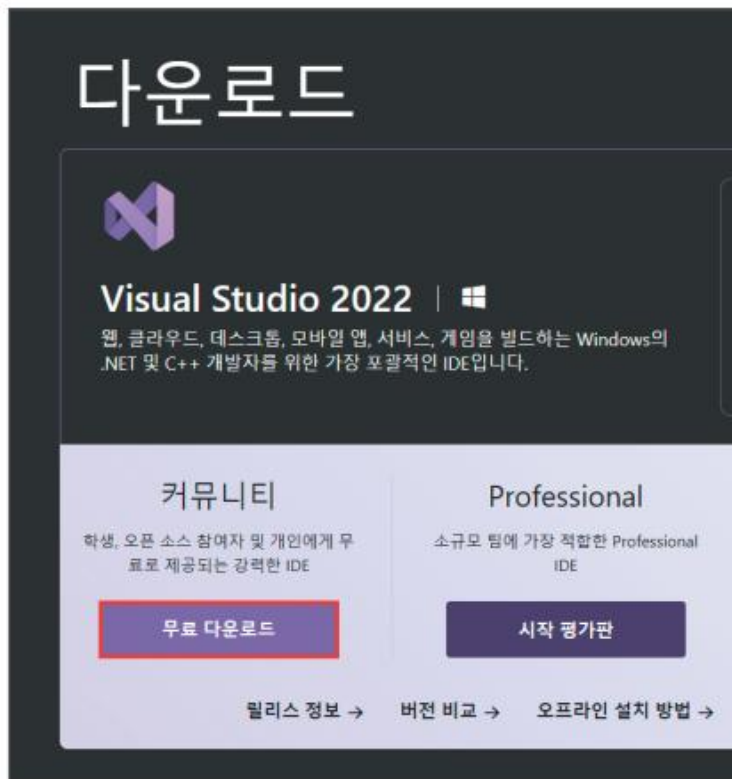 다운로드
Visual Studio 2022
웹, 클라우드, 데스크톱, 모바일 앱, 서비스, 게임을 빌드하는 Windows의
.NET 및 C++ 개발자를 위한 가장 포괄적인 IDE입니다.
커뮤니티
학생, 오픈 소스 참여자 및 개인에게 무
료로 제공되는 강력한 IDE
무료 다운로드
Professional
소규모 팀에 가장 적합한 Professional
IDE
시작 평가판
릴리스 정보 →
버전 비교 →
오프라인 설치 방법 →